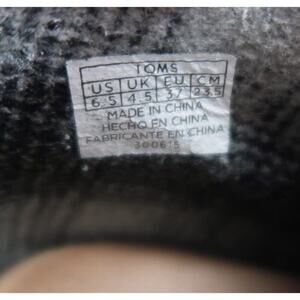 TOMS
US UK EU CM
6.5 4.5 37 23.5
MADE IN CHINA
HECHO EN CHINA
FABRICANTE EN CHINA
300615